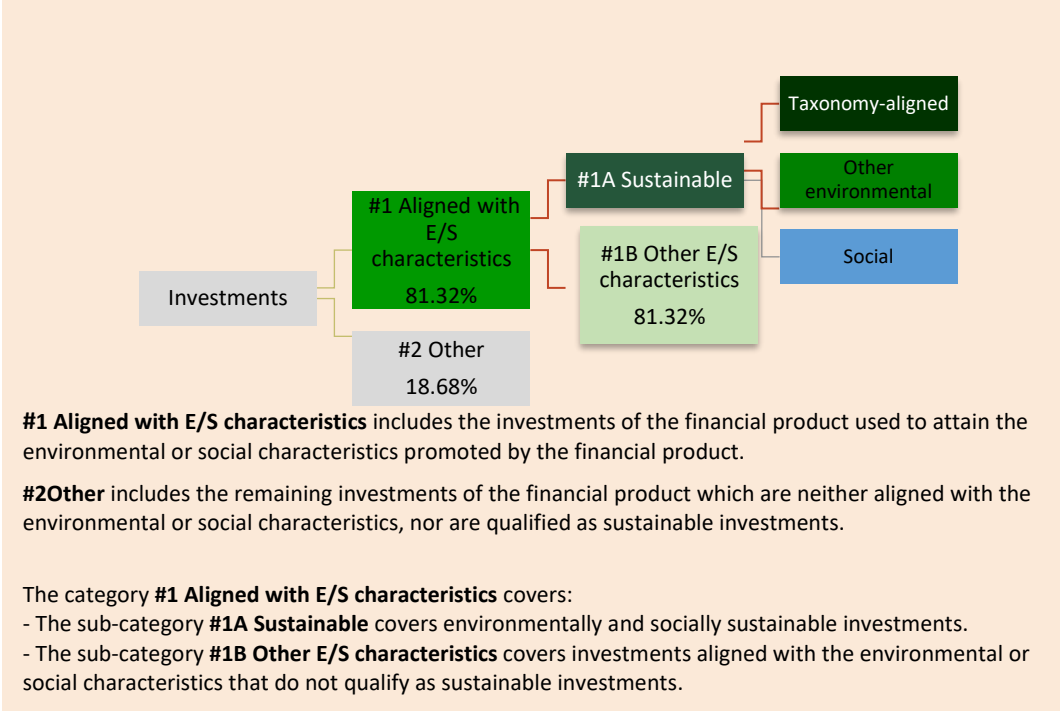 Taxonomy-aligned
#1A Sustainable
Other
environmental
#1 Aligned with
E/S
characteristics
81.32%
#1B Other E/S
characteristics
81.32%
Social
Investments
#2 Other
18.68%
#1 Aligned with E/S characteristics includes the investments of the financial product used to attain the
environmental or social characteristics promoted by the financial product.
#2Other includes the remaining investments of the financial product which are neither aligned with the
environmental or social characteristics, nor are qualified as sustainable investments.
The category #1 Aligned with E/S characteristics covers:
- The sub-category #1A Sustainable covers environmentally and socially sustainable investments.
- The sub-category #1B Other E/S characteristics covers investments aligned with the environmental or
social characteristics that do not qualify as sustainable investments.